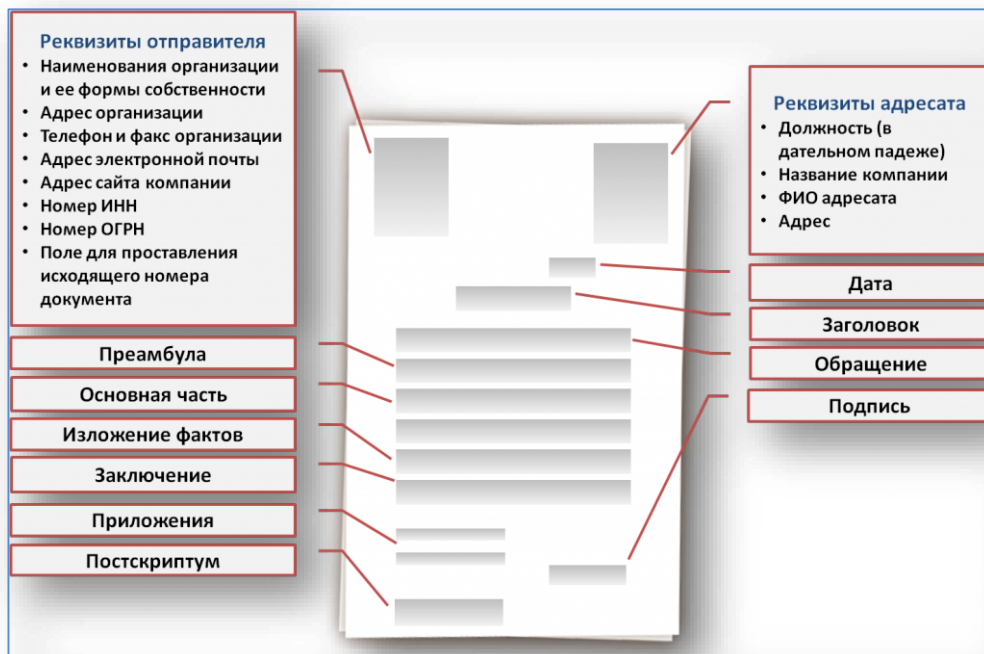 Реквизиты отправителя
• Наименования организации
и ее формы собственности
• Адрес организации
• Телефон и факс организации
• Адрес электронной почты
• Адрес сайта компании
• Номер ИНН
• Номер ОГРН
• Поле для проставления
исходящего номера
документа
Преамбула
Основная часть
Изложение фактов
Заключение
Приложения
Постскриптум
Реквизиты адресата
• Должность (в
дательном падеже)
• Название компании
• ФИО адресата
• Адрес
Дата
Заголовок
Обращение
Подпись